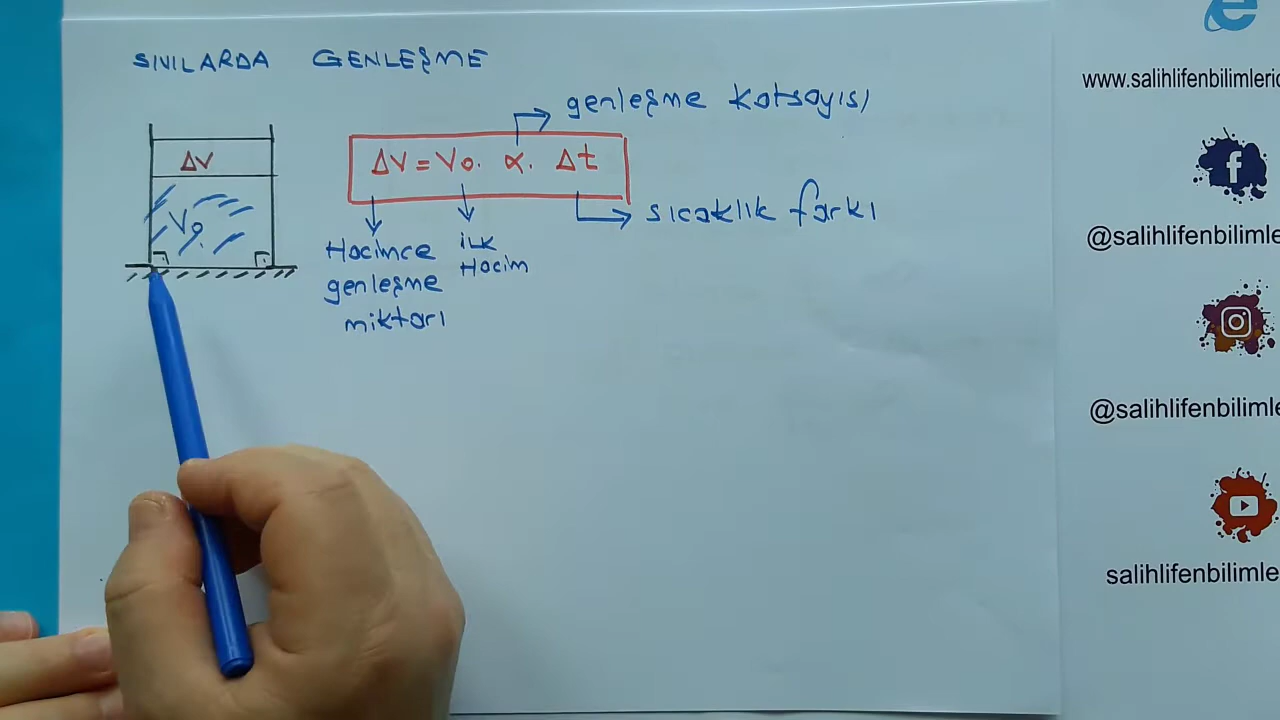 SIVILARDA GENLEŞME
genleşme katsayısı
ΔV = V₀. α. Δt
sıcaklık farkı
ΔV
V₀
Hacimce
genleşme
miktarı
İLK
Hacim
www.salihlifenbilimleri
@salihlifenbilimle
@salihlifenbilimle
salihlifenbilimle